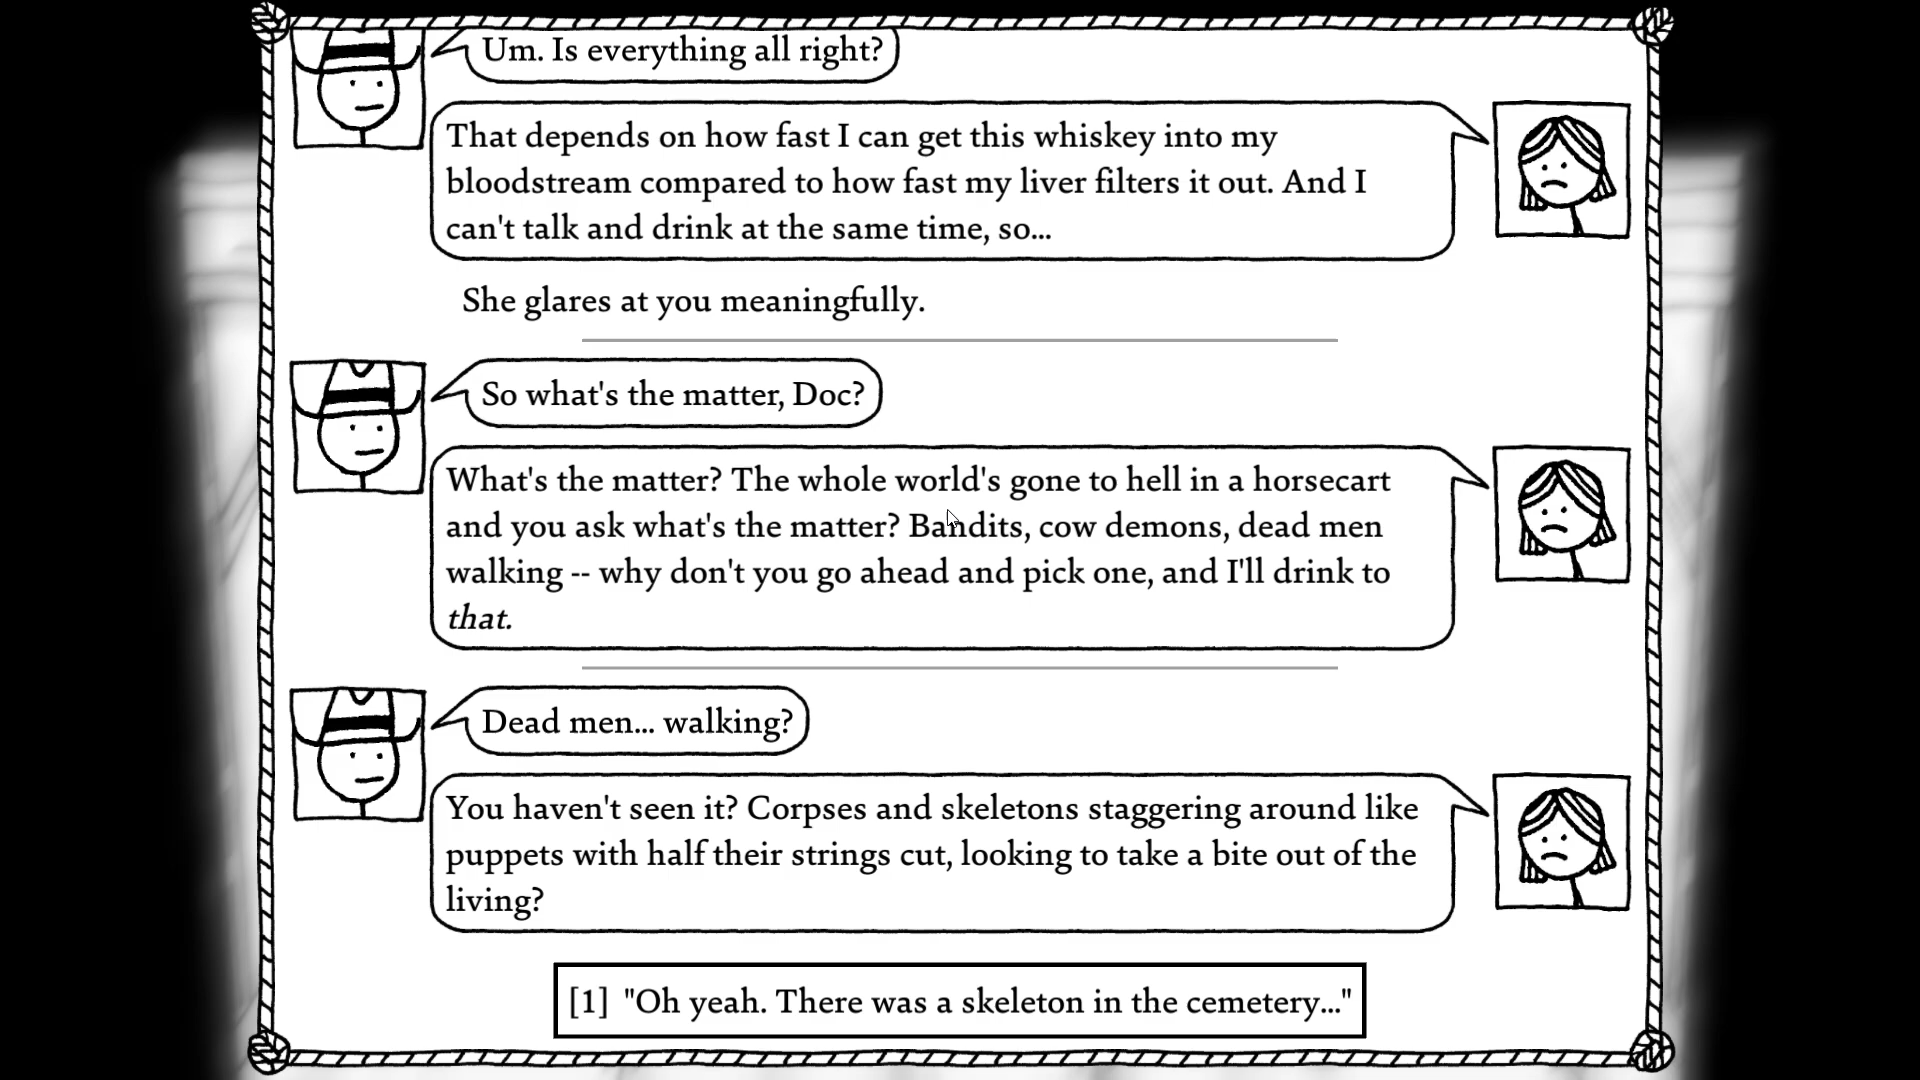 Um. Is everything all right?
That depends on how fast I can get this whiskey into my
bloodstream compared to how fast my liver filters it out. And I
can't talk and drink at the same time, so...
She glares at you meaningfully.
So what's the matter, Doc?
What's the matter? The whole world's gone to hell in a horsecart
and you ask what's the matter? Bandits, cow demons, dead men
walking -- why don't you go ahead and pick one, and I'll drink to
that.
Dead men... walking?
You haven't seen it? Corpses and skeletons staggering around like
puppets with half their strings cut, looking to take a bite out of the
living?
[1] "Oh yeah. There was a skeleton in the cemetery..."